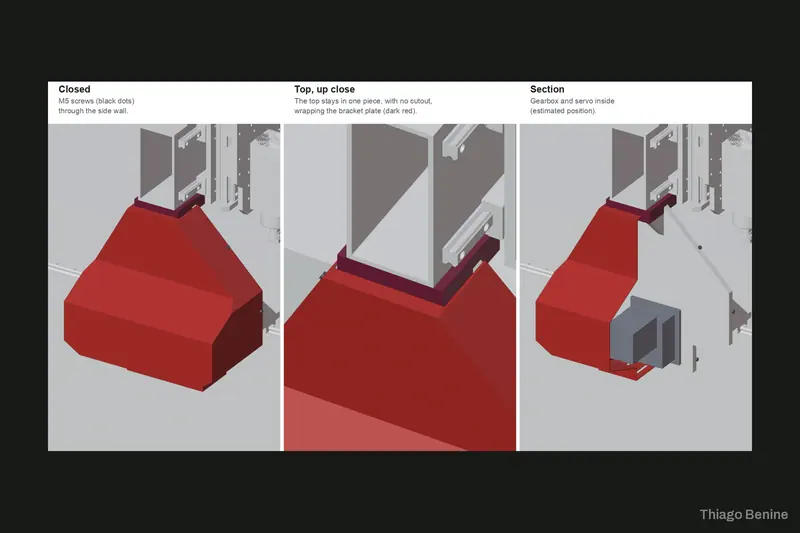 Closed
M5 screws (black dots)
through the side wall.
Top, up close
The top stays in one piece, with no cutout,
wrapping the bracket plate (dark red).
Section
Gearbox and servo inside
(estimated position).
Thiago Benine